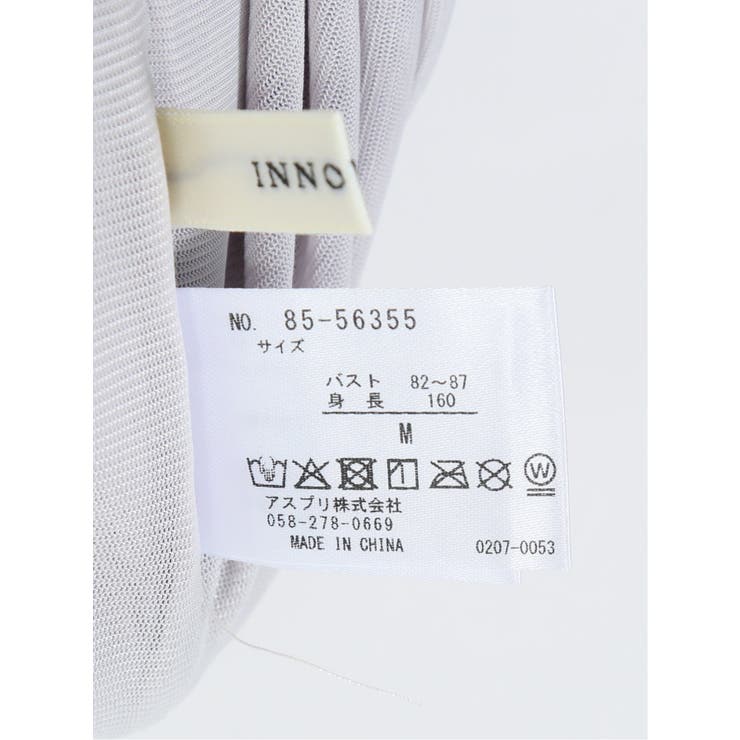 INNO
NO. 85-56355
サイズ
バスト 82～87
身長 160
M
W
アスプリ株式会社
058-278-0669
MADE IN CHINA 0207-0053